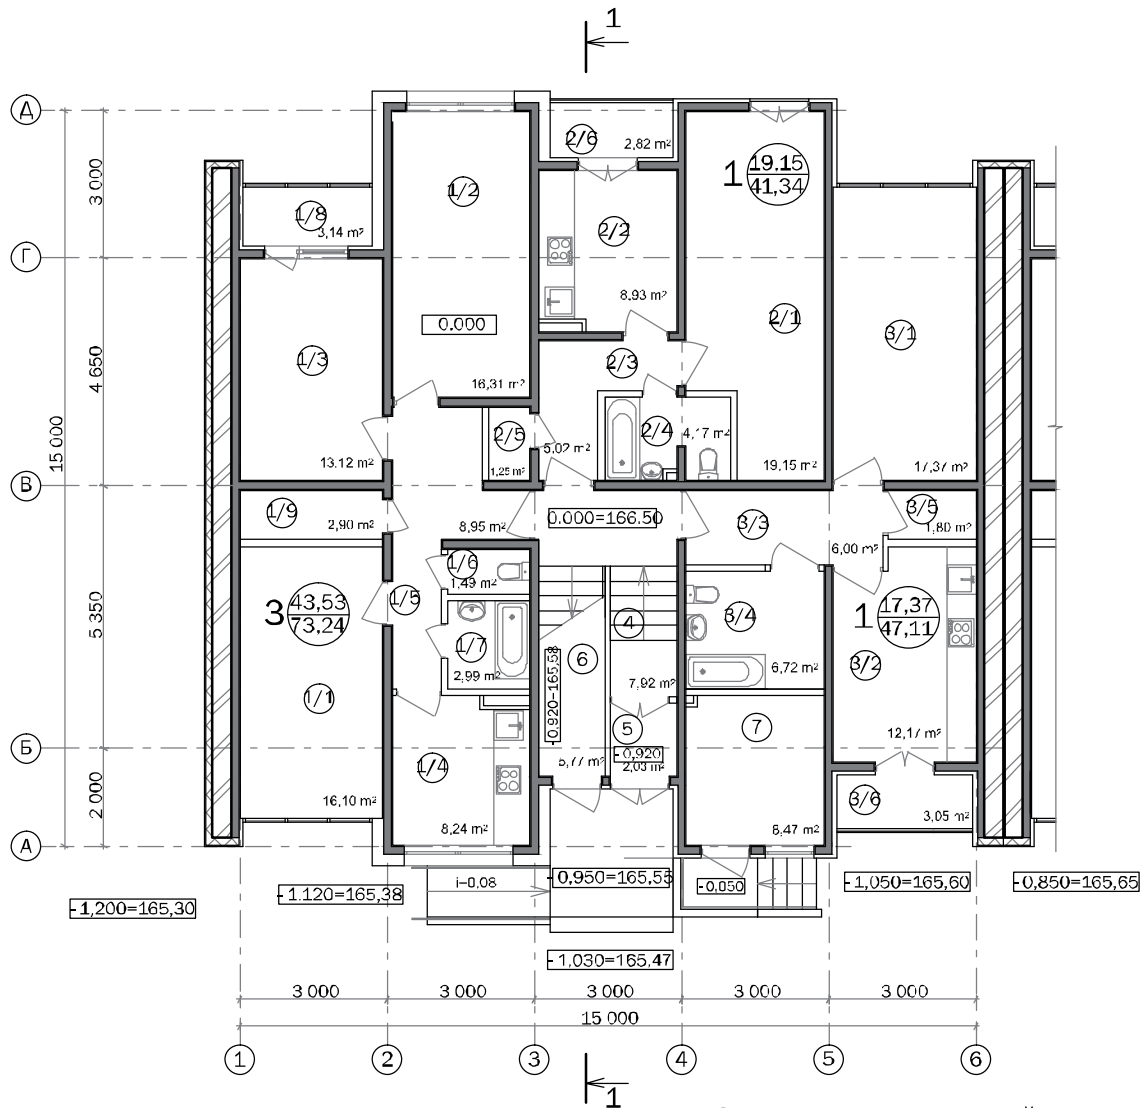 1
Д
2/6
2,82 m²
19,15
1
41,34
3 000
1/2
1/8
3,14 m²
2/2
Г
8,93 m²
0.000
2/1
3/1
1/3
2/3
4 650
16,31 m²
15 000
2/5
2/4
4,17 m²
5,02 m²
13.12 m²
1,25 m²
19,15 m²
17,37 m²
В
1/9
2,90 m²
8,95 m²
0.000=166.50
3/3
3/5
1,80 m²
6,00 m²
1/6
1,49 m²
5 350
3
43,53
73,24
1/5
4
3/4
1
17,37
47,11
1/7
2,99 m²
6
-0,920=165,58
7,92 m²
6,72 m²
3/2
1/1
5
7
12,17 m²
Б
1/4
-0,920
5,77m²
2,03 m²
2 000
16,10 m²
8,24 m²
6,47 m²
3/6
3,05 m²
А
i=0,08
-0,950=165,55
-0,050
-1,050=165,60
-0,850=165,65
-1.120=165,38
-1,200=165,30
-1,030=165,47
3 000
3 000
3 000
3 000
3 000
15 000
1
2
3
4
5
6
1